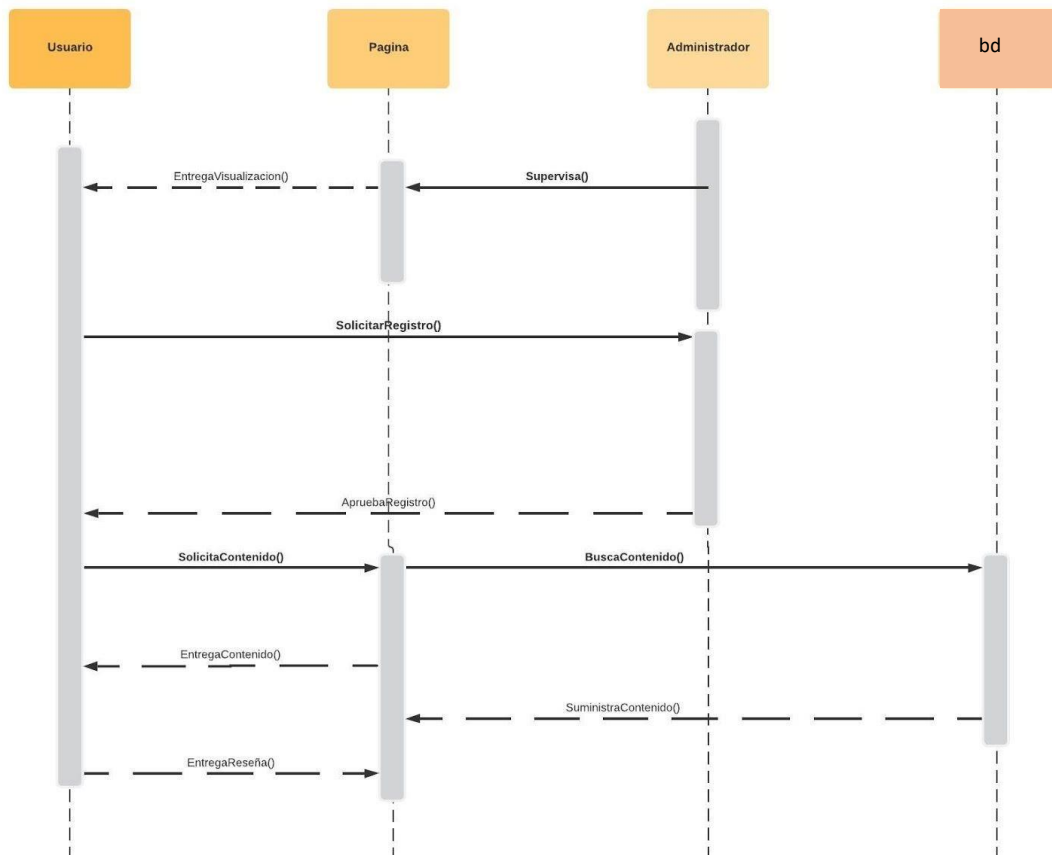 Usuario
Pagina
Administrador
bd
EntregaVisualizacion()
Supervisa()
SolicitarRegistro()
ApruebaRegistro()
SolicitaContenido()
BuscaContenido()
EntregaContenido()
SuministraContenido()
EntregaReseña()